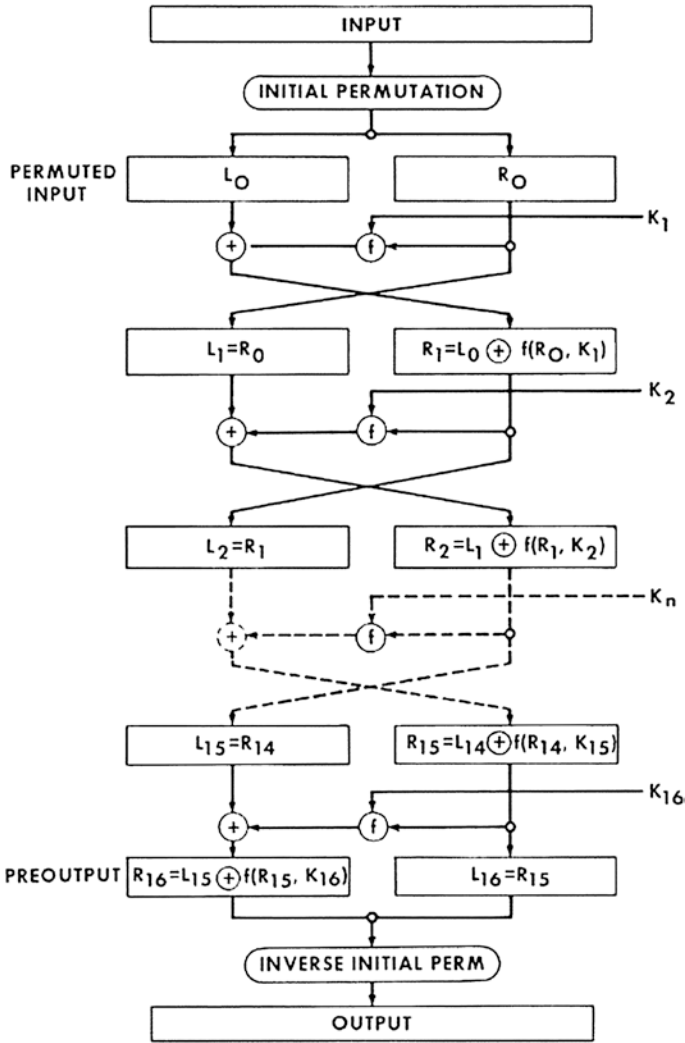 INPUT
INITIAL PERMUTATION
PERMUTED
INPUT
L₀
R₀
K₁
+
f
L₁=R₀
R₁=L₀ ⊕ f(R₀, K₁)
K₂
+
f
L₂=R₁
R₂=L₁ ⊕ f(R₁, K₂)
Kₙ
+
f
L₁₅=R₁₄
R₁₅=L₁₄ ⊕ f(R₁₄, K₁₅)
K₁₆
+
f
PREOUTPUT
R₁₆=L₁₅ ⊕ f(R₁₅, K₁₆)
L₁₆=R₁₅
INVERSE INITIAL PERM
OUTPUT